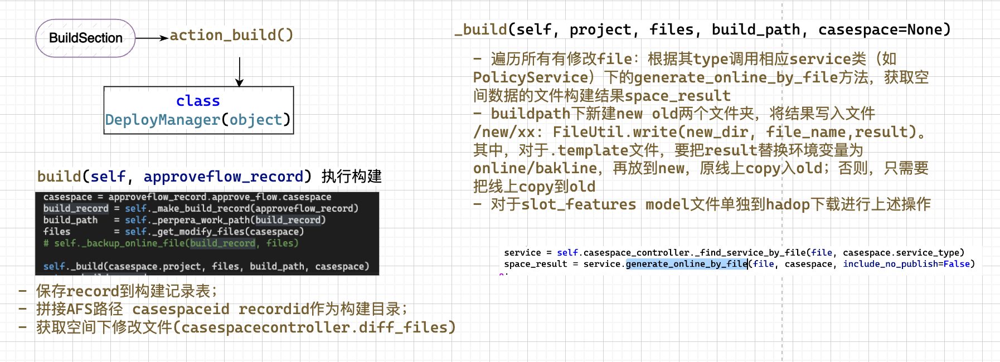 BuildSection
action_build()
class
DeployManager(object)
build(self, approveflow_record) 执行构建
casespace = approveflow_record.approve_flow.casespace
build_record = self._make_build_record(approveflow_record)
build_path = self._perpera_work_path(build_record)
files = self._get_modify_files(casespace)
# self._backup_online_file(build_record, files)
self._build(casespace.project, files, build_path, casespace)
- 保存record到构建记录表；
- 拼接AFS路径 casespaceid recordid作为构建目录；
- 获取空间下修改文件(casespacecontroller.diff_files)
_build(self, project, files, build_path, casespace=None)
- 遍历所有有修改file：根据其type调用相应service类（如
PolicyService）下的generate_online_by_file方法，获取空
间数据的文件构建结果space_result
- buildpath下新建new old两个文件夹，将结果写入文件
/new/xx: FileUtil.write(new_dir, file_name,result)。
其中，对于.template文件，要把result替换环境变量为
online/bakline，再放到new，原线上copy入old；否则，只需要
把线上copy到old
- 对于slot_features model文件单独到hadop下载进行上述操作
service = self.casespace_controller._find_service_by_file(file, casespace.service_type)
space_result = service.generate_online_by_file(file, casespace, include_no_publish=False)